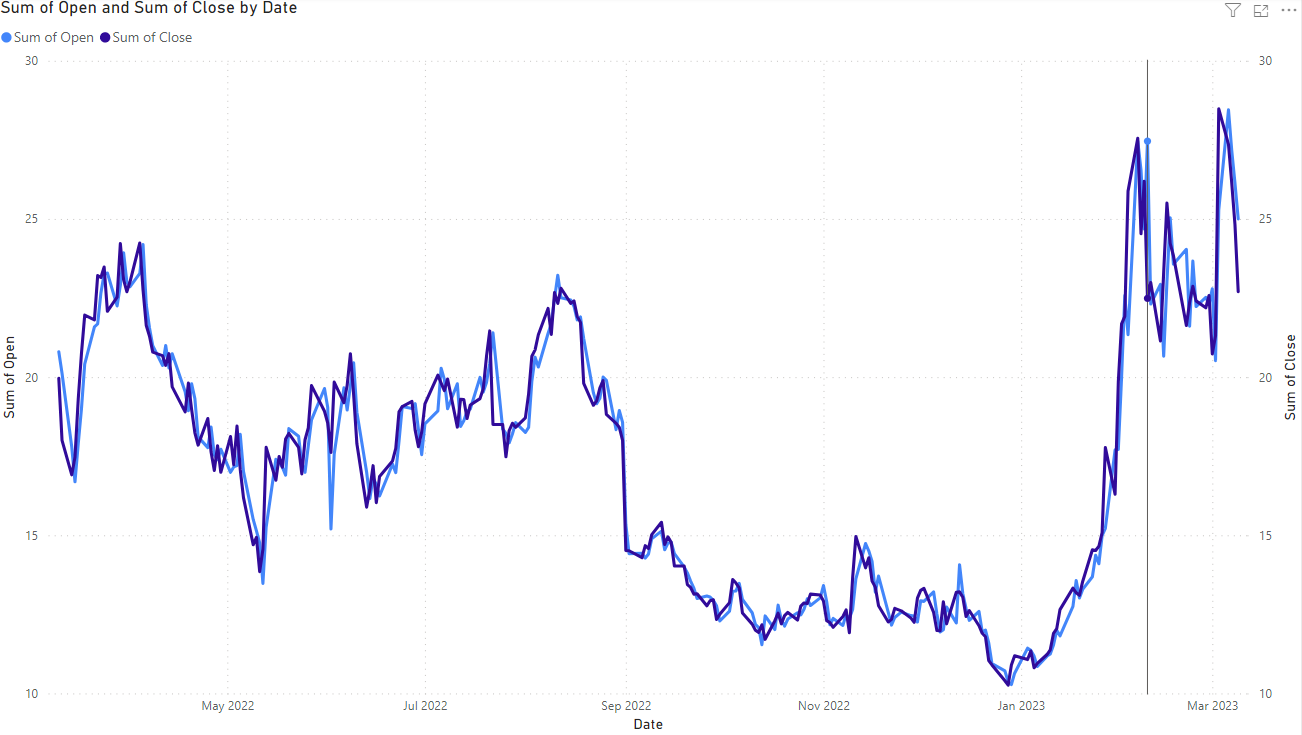 Sum of Open and Sum of Close by Date
Sum of Open Sum of Close
30 30
25 25
20 20
15 15
10 10
Sum of Open
Sum of Close
May 2022 Jul 2022 Sep 2022 Nov 2022 Jan 2023 Mar 2023
Date